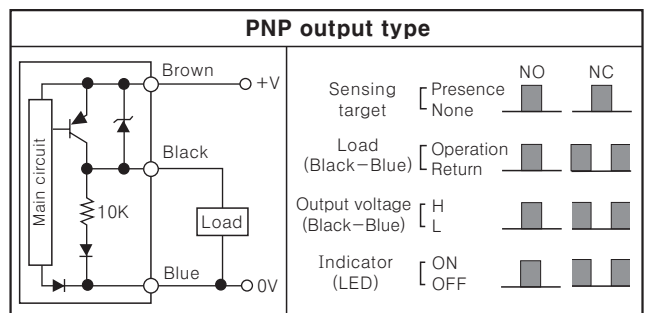 PNP output type
Brown
+V
Main circuit
Black
10K
Load
Blue
0V
NO NC
Sensing target
Presence
None
Load
(Black−Blue)
Operation
Return
Output voltage
(Black−Blue)
H
L
Indicator
(LED)
ON
OFF